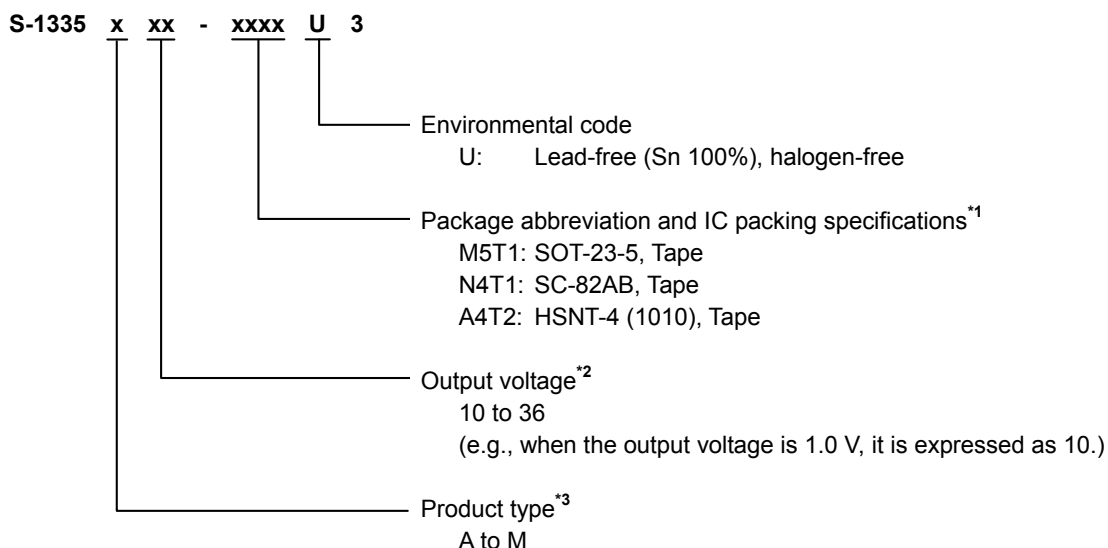 S-1335 x xx - xxxx U 3
Environmental code
U: Lead-free (Sn 100%), halogen-free
Package abbreviation and IC packing specifications*1
M5T1: SOT-23-5, Tape
N4T1: SC-82AB, Tape
A4T2: HSNT-4 (1010), Tape
Output voltage*2
10 to 36
(e.g., when the output voltage is 1.0 V, it is expressed as 10.)
Product type*3
A to M